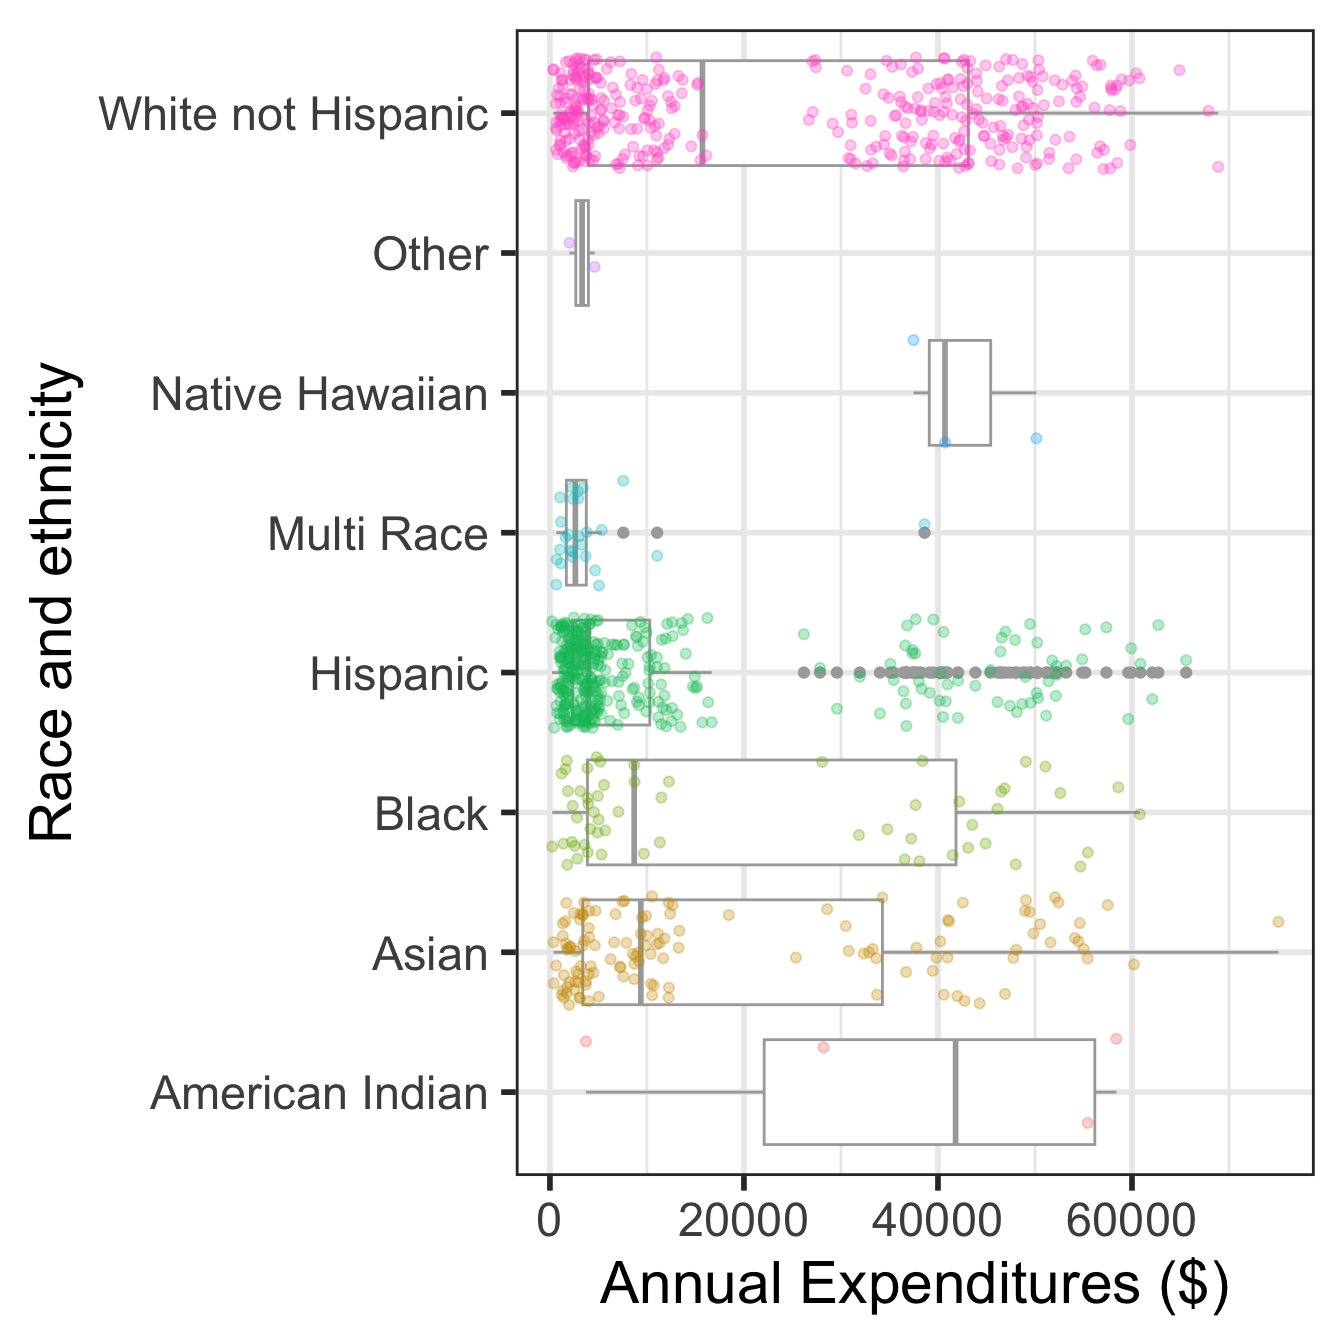 Race and ethnicity
White not Hispanic
Other
Native Hawaiian
Multi Race
Hispanic
Black
Asian
American Indian
0 20000 40000 60000
Annual Expenditures ($)